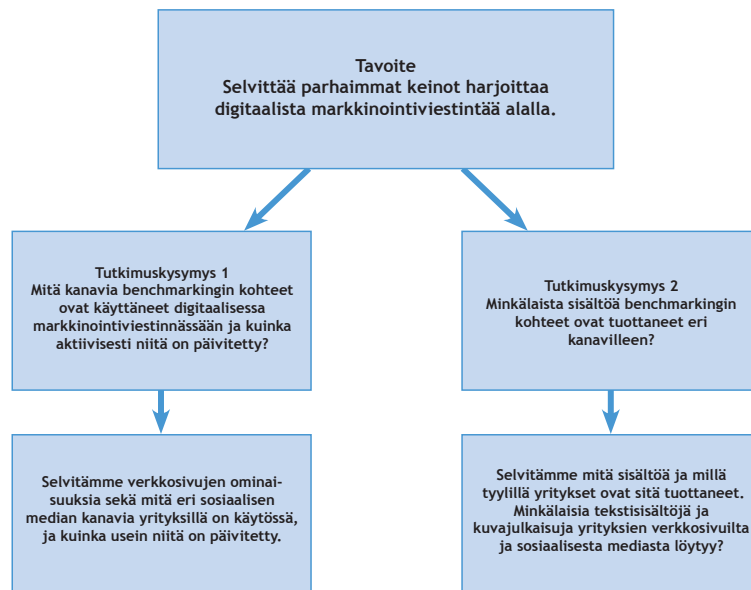 Tavoite
Selvittää parhaimmat keinot harjoittaa
digitaalista markkinointiviestintää alalla.
Tutkimuskysymys 1
Mitä kanavia benchmarkingin kohteet
ovat käyttäneet digitaalisessa
markkinointiviestinnässään ja kuinka
aktiivisesti niitä on päivitetty?
Tutkimuskysymys 2
Minkälaista sisältöä benchmarkingin
kohteet ovat tuottaneet eri
kanavilleen?
Selvitämme verkkosivujen ominai-
suuksia sekä mitä eri sosiaalisen
median kanavia yrityksillä on käytössä,
ja kuinka usein niitä on päivitetty.
Selvitämme mitä sisältöä ja millä
tyylillä yritykset ovat sitä tuottaneet.
Minkälaisia tekstisisältöjä ja
kuvajulkaisuja yrityksien verkkosivuilta
ja sosiaalisesta mediasta löytyy?